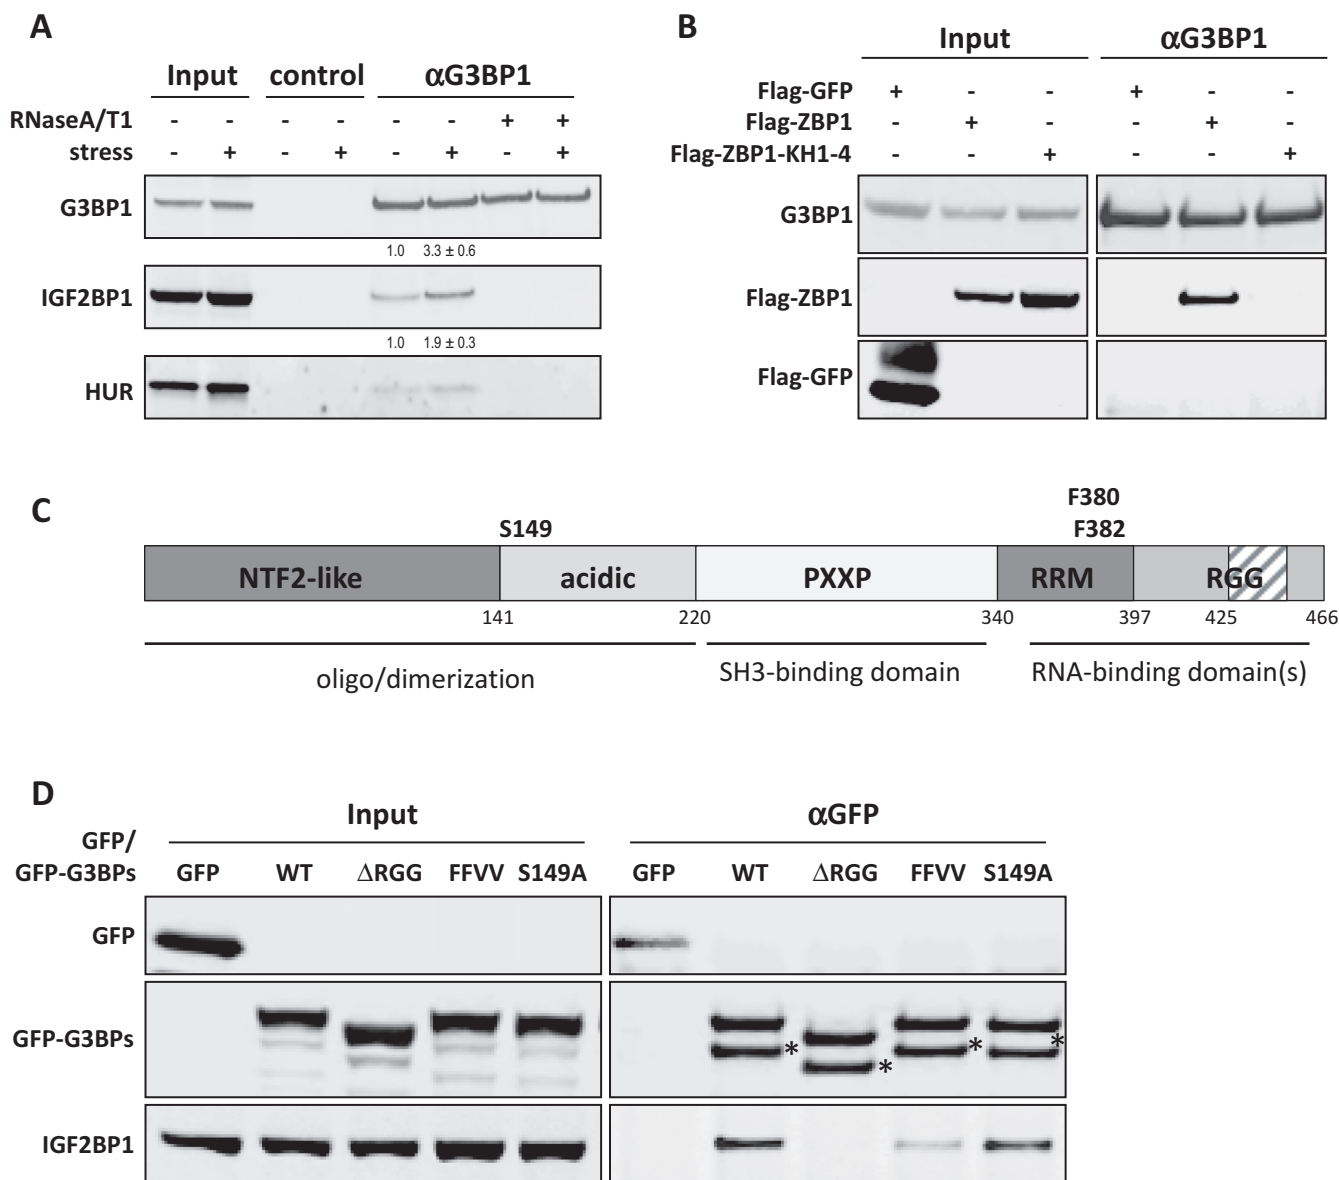 A
Input control αG3BP1
RNaseA/T1 - - - - - - + +
stress - + - + - + - +
G3BP1
1.0 3.3 ± 0.6
IGF2BP1
1.0 1.9 ± 0.3
HUR
B
Input αG3BP1
Flag-GFP + - - + - -
Flag-ZBP1 - + - - + -
Flag-ZBP1-KH1-4 - - + - - +
G3BP1
Flag-ZBP1
Flag-GFP
C
F380
S149 F382
NTF2-like acidic PXXP RRM RGG
141 220 340 397 425 466
oligo/dimerization SH3-binding domain RNA-binding domain(s)
D
Input αGFP
GFP/
GFP-G3BPs GFP WT ΔRGG FFVV S149A GFP WT ΔRGG FFVV S149A
GFP
GFP-G3BPs * * * *
IGF2BP1